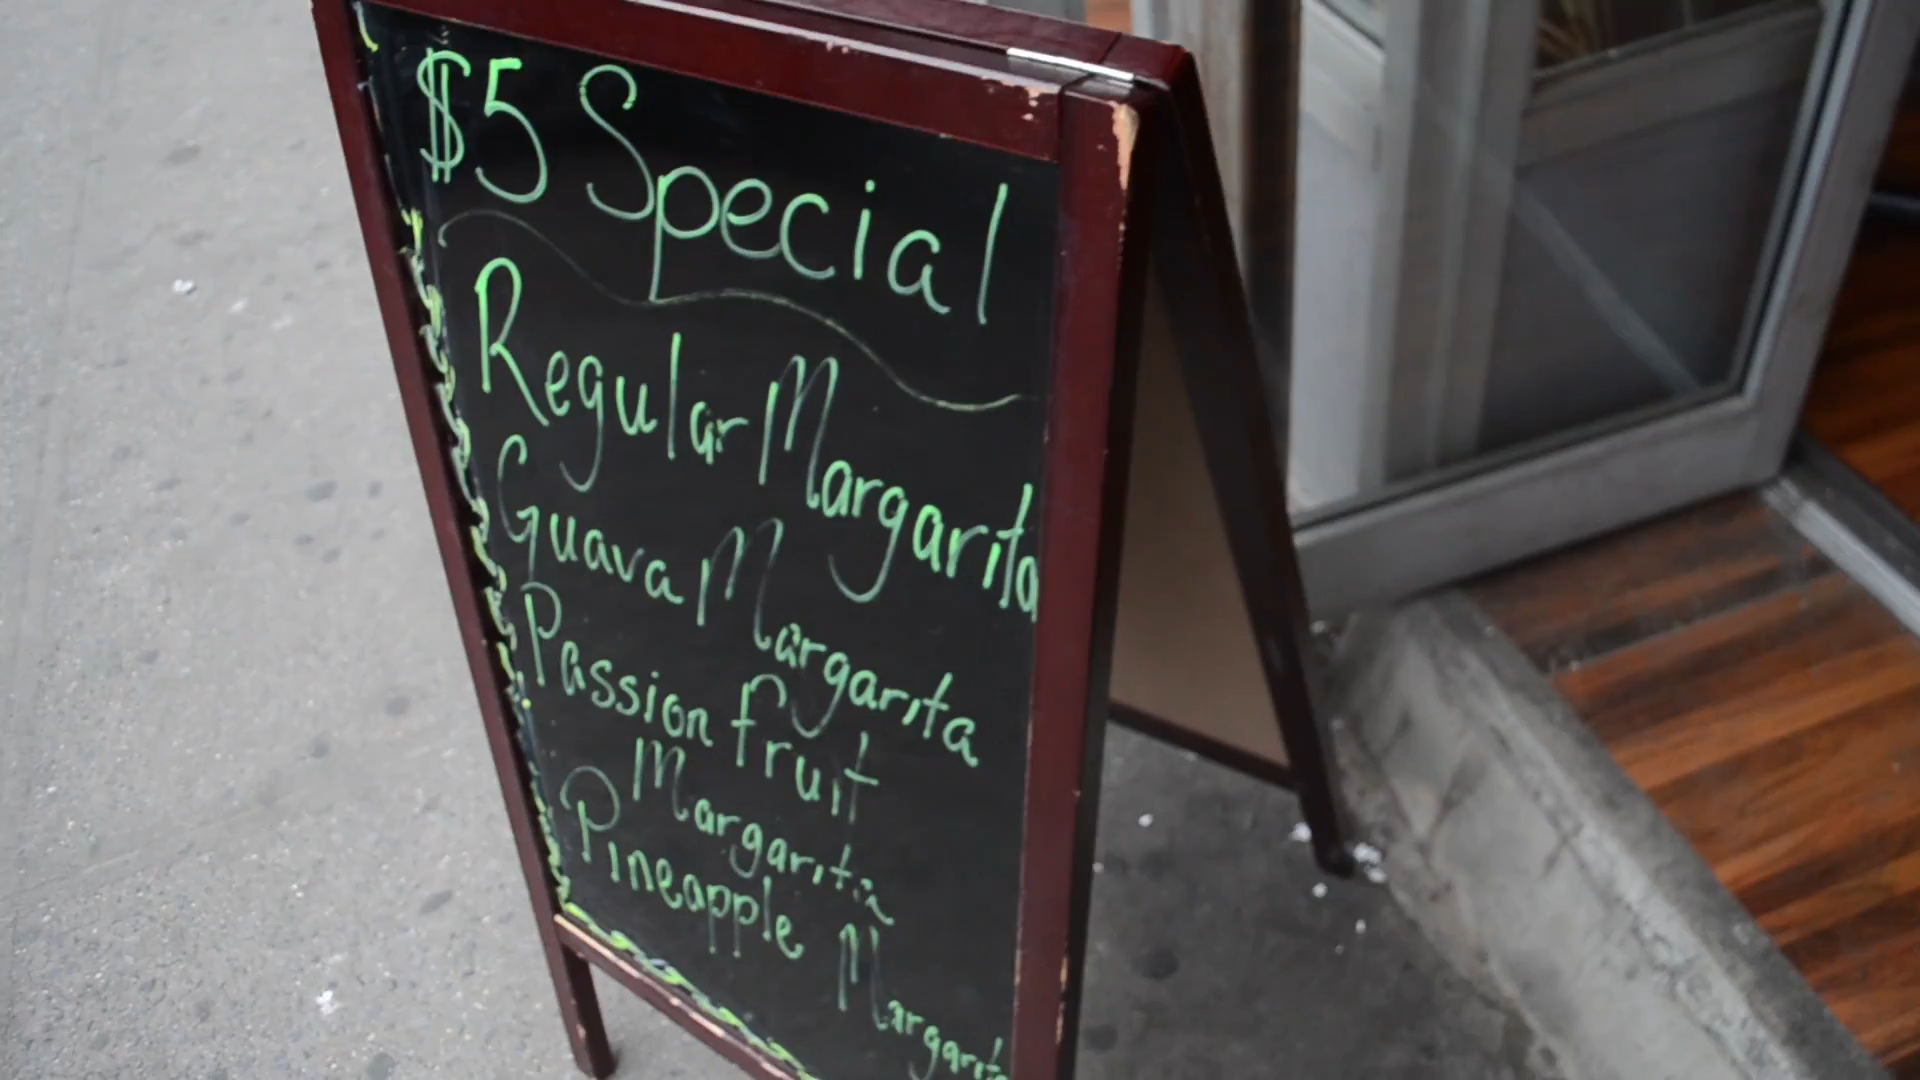 $5 Special
Regular Margarita
Guava Margarita
Passion fruit
Margarita
Pineapple Margarita